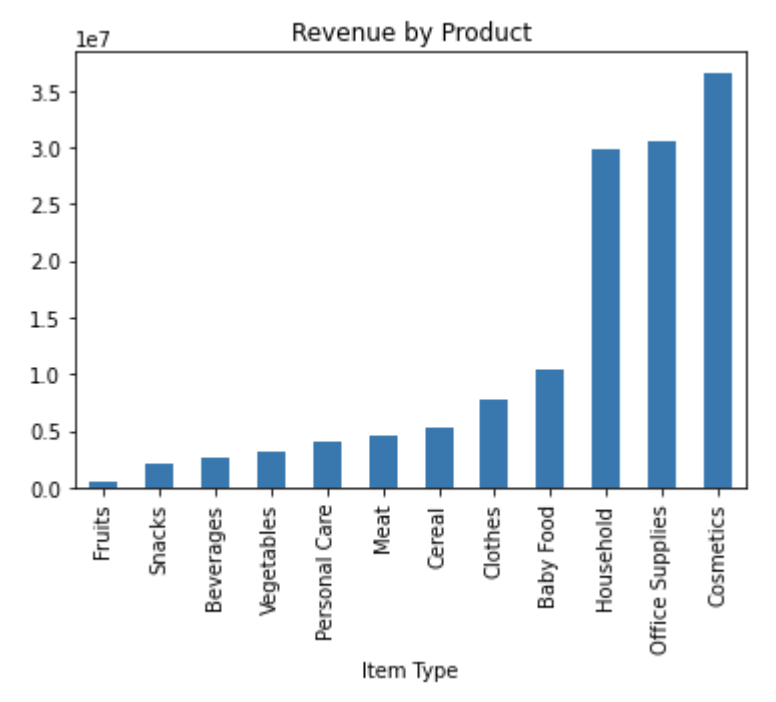 Revenue by Product
1e7
3.5
3.0
2.5
2.0
1.5
1.0
0.5
0.0
Fruits
Snacks
Beverages
Vegetables
Personal Care
Meat
Cereal
Clothes
Baby Food
Household
Office Supplies
Cosmetics
Item Type